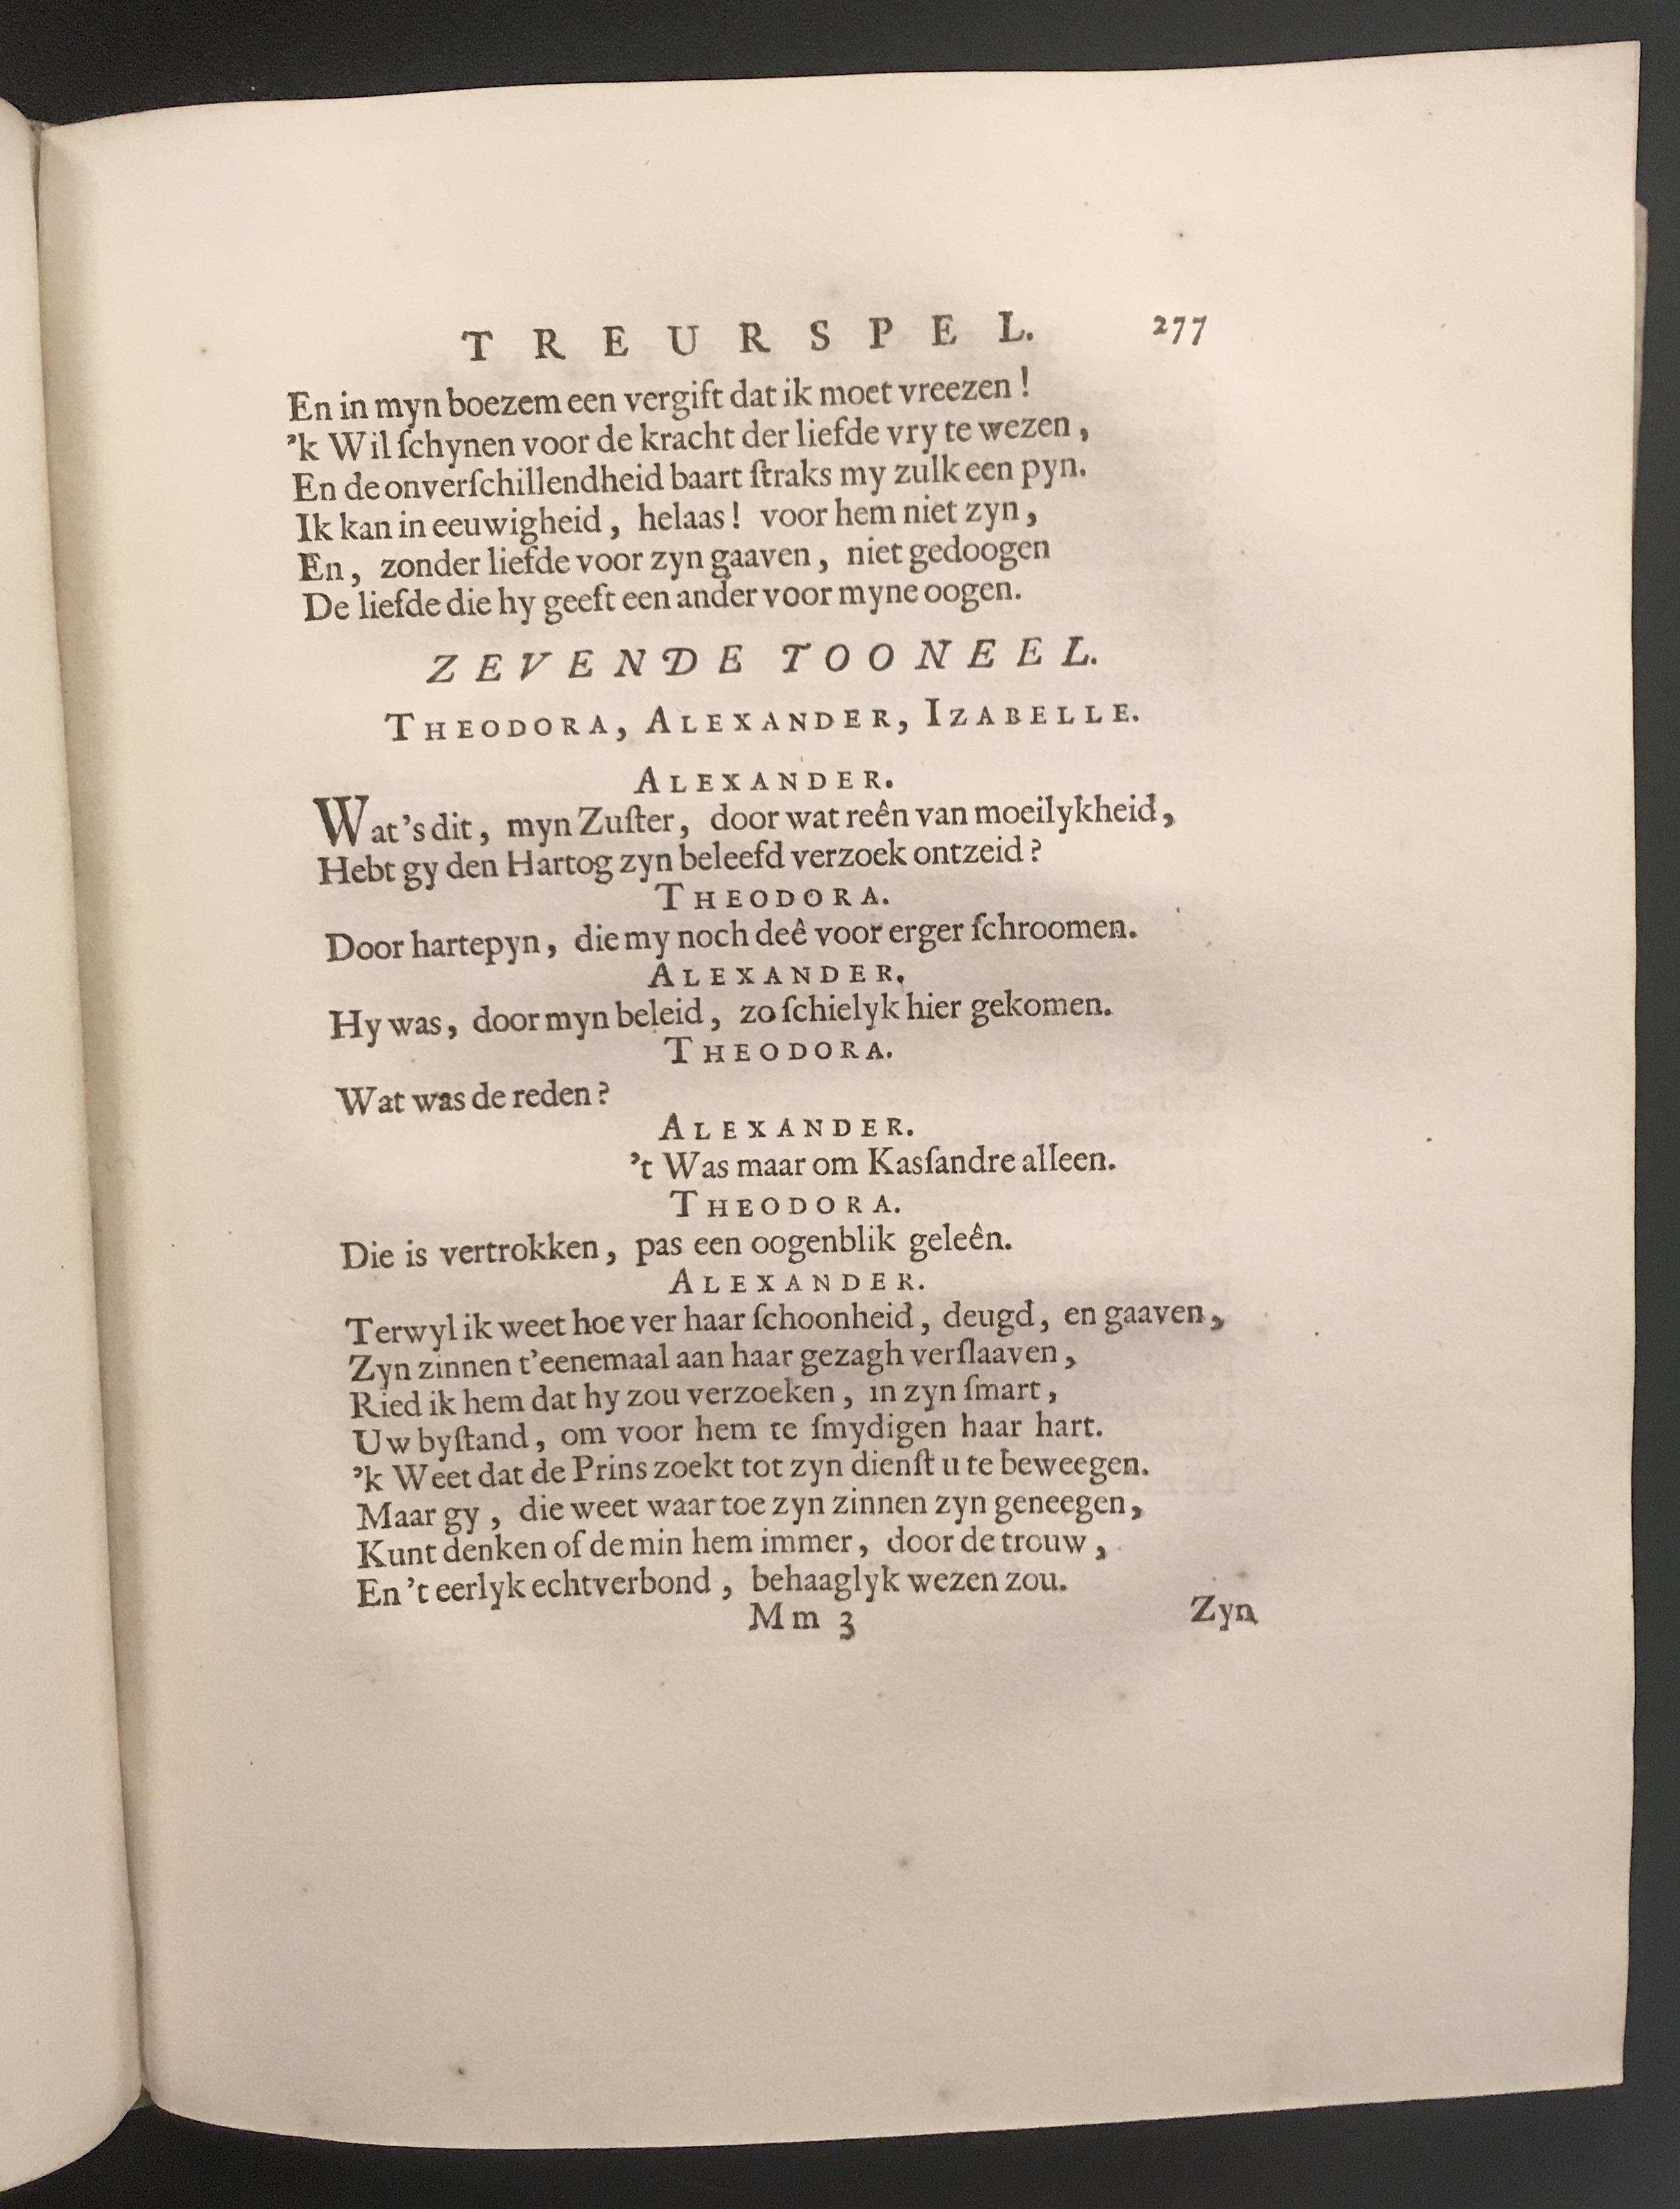 TREURSPEL. 277
En in myn boezem een vergift dat ik moet vreezen!
’k Wil ſchynen voor de kracht der liefde vry te wezen,
En de onverſchillendheid baart ſtraks my zulk een pyn.
Ik kan in eeuwigheid, helaas! voor hem niet zyn,
En, zonder liefde voor zyn gaaven, niet gedoogen
De liefde die hy geeft een ander voor myne oogen.
ZEVENDE TOONEEL.
THEODORA, ALEXANDER, IZABELLE.
ALEXANDER.
Wat’s dit, myn Zuſter, door wat reên van moeilykheid,
Hebt gy den Hartog zyn beleefd verzoek ontzeid?
THEODORA.
Door hartepyn, die my noch deê voor erger ſchroomen.
ALEXANDER.
Hy was, door myn beleid, zo ſchielyk hier gekomen.
THEODORA.
Wat was de reden?
ALEXANDER.
’t Was maar om Kasſandre alleen.
THEODORA.
Die is vertrokken, pas een oogenblik geleên.
ALEXANDER.
Terwyl ik weet hoe ver haar ſchoonheid, deugd, en gaaven,
Zyn zinnen t’eenemaal aan haar gezagh verſlaaven,
Ried ik hem dat hy zou verzoeken, in zyn ſmart,
Uw byſtand, om voor hem te ſmydigen haar hart.
’k Weet dat de Prins zoekt tot zyn dienſt u te beweegen.
Maar gy, die weet waar toe zyn zinnen zyn geneegen,
Kunt denken of de min hem immer, door de trouw,
En ’t eerlyk echtverbond, behaaglyk wezen zou.
Mm 3 Zyn